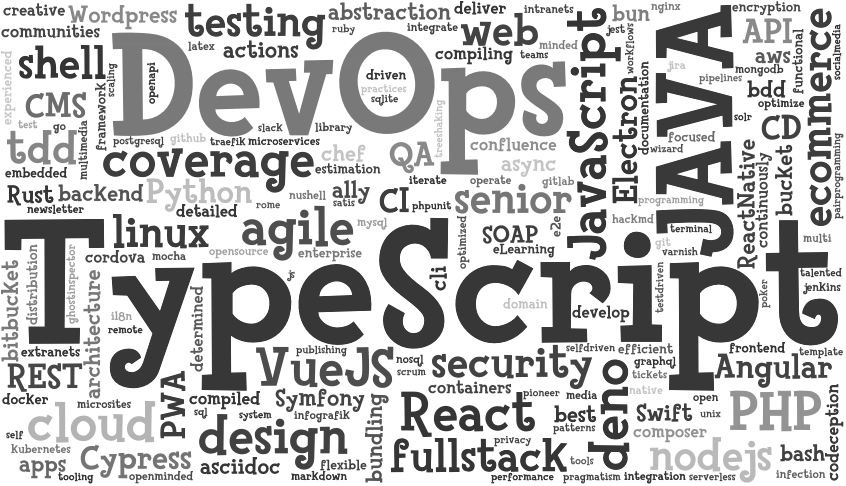 creative
Wordpress
testing
abstraction
deliver
intranets
bun
nginx
encryption
communities
latex
actions
ruby
integrate
web
minded
jest
API
experienced
shell
scaling
openapi
DevOps
driven
practices
sqlite
compiling
teams
JavaScript
workflows
JAVA
jira
aws
functional
ecommerce
socialmedia
CMS
framework
pipelines
mongodb
bdd
optimize
test
go
multimedia
slack
library
treeshaking
Electron
documentation
solr
CD
tdd
postgresql
github
traefik
microservices
confluence
focused
pairprogramming
embedded
coverage
chef
estimation
QA
async
wizard
ReactNative
continuously
bucket
Rust
backend
Python
nushell
ally
satis
iterate
operate
gitlab
programming
newsletter
detailed
rome
CI
phpunit
senior
hackmd
terminal
linux
agile
mysql
optimized
SOAP
e2e
git
varnish
multi
bitbucket
distribution
ghostinspector
cordova
mocha
opensource
enterprise
cli
eLearning
TypeScript
js
testdriven
poker
talented
jenkins
architecture
i18n
remote
determined
domain
develop
extranets
publishing
nosql
scrum
selfdriven
efficient
graphql
tickets
frontend
template
REST
VueJS
security
Angular
docker
microsites
PWA
compiled
Symfony
containers
pioneer
media
deno
native
open
codeception
self
cloud
sql
system
infografik
bundling
React
best
patterns
Swift
unix
PHP
Kubernetes
design
privacy
composer
apps
tooling
Cypress
openminded
asciidoc
flexible
markdown
fullstack
performance
tools
pragmatism
integration
nodejs
serverless
bash
infection